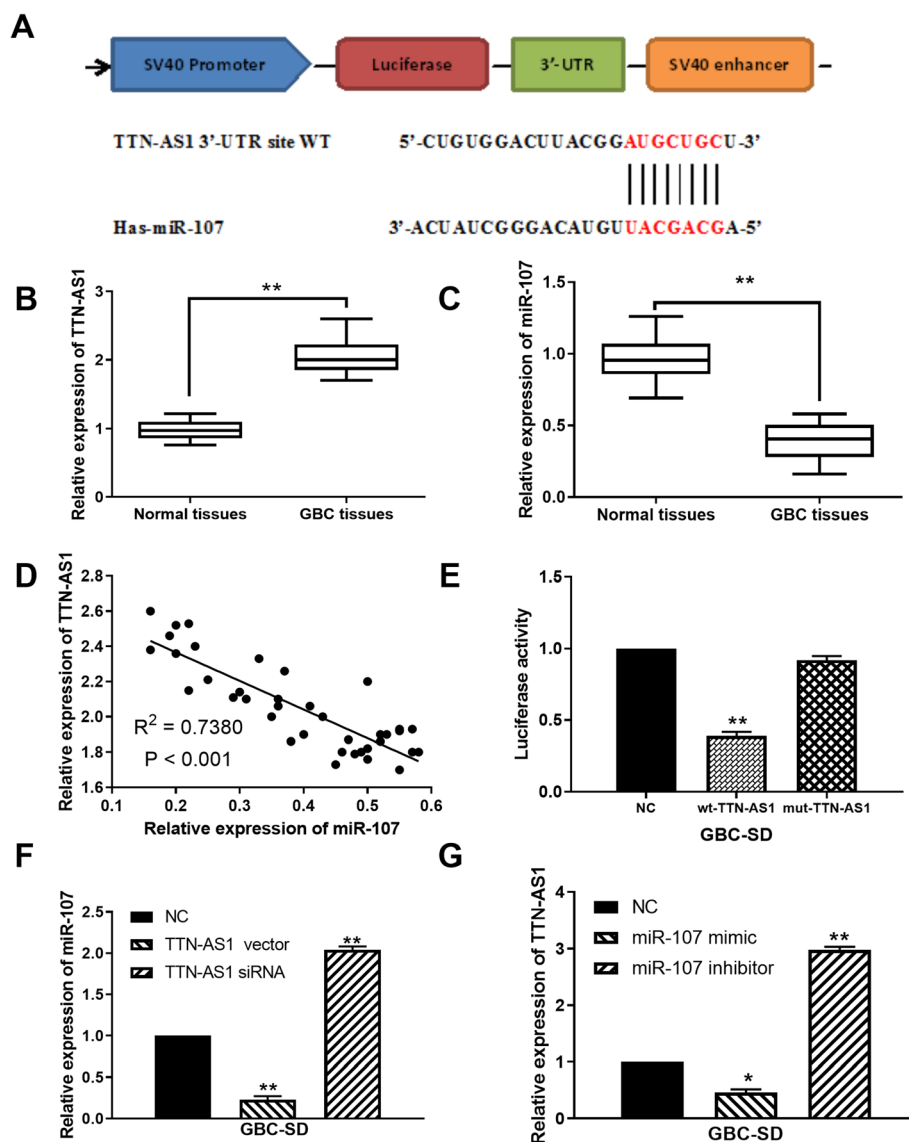 A
SV40 Promoter
Luciferase
3'-UTR
SV40 enhancer
TTN-AS1 3'-UTR site WT
5'-CUGUGGACUUACGGAUGCUGCU-3'
Has-miR-107
3'-ACUAUCGGGACAUGUUACGACGA-5'
B
Relative expression of TTN-AS1
3
2
1
0
**
Normal tissues
GBC tissues
C
Relative expression of miR-107
1.5
1.0
0.5
0.0
**
Normal tissues
GBC tissues
D
Relative expression of TTN-AS1
2.8
2.6
2.4
2.2
2.0
1.8
1.6
R² = 0.7380
P < 0.001
0.1
0.2
0.3
0.4
0.5
0.6
Relative expression of miR-107
E
Luciferase activity
1.5
1.0
0.5
0.0
**
NC
wt-TTN-AS1
mut-TTN-AS1
GBC-SD
F
Relative expression of miR-107
2.5
2.0
1.5
1.0
0.5
0.0
NC
TTN-AS1 vector
TTN-AS1 siRNA
**
**
GBC-SD
G
Relative expression of TTN-AS1
4
3
2
1
0
NC
miR-107 mimic
miR-107 inhibitor
*
**
GBC-SD